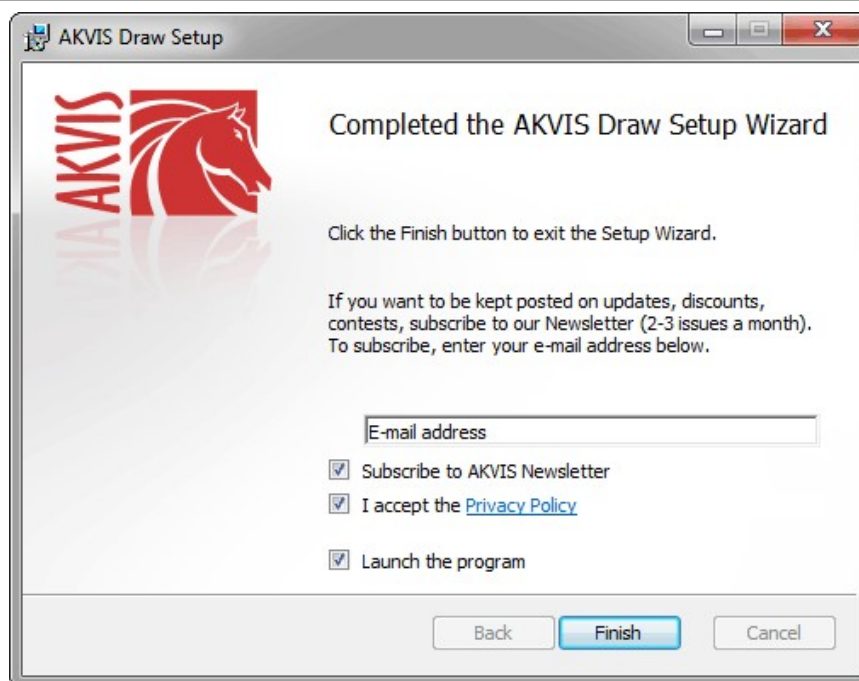 AKVIS Draw Setup
AKVIS
Completed the AKVIS Draw Setup Wizard
Click the Finish button to exit the Setup Wizard.
If you want to be kept posted on updates, discounts,
contests, subscribe to our Newsletter (2-3 issues a month).
To subscribe, enter your e-mail address below.
E-mail address
Subscribe to AKVIS Newsletter
I accept the Privacy Policy
Launch the program
Back Finish Cancel